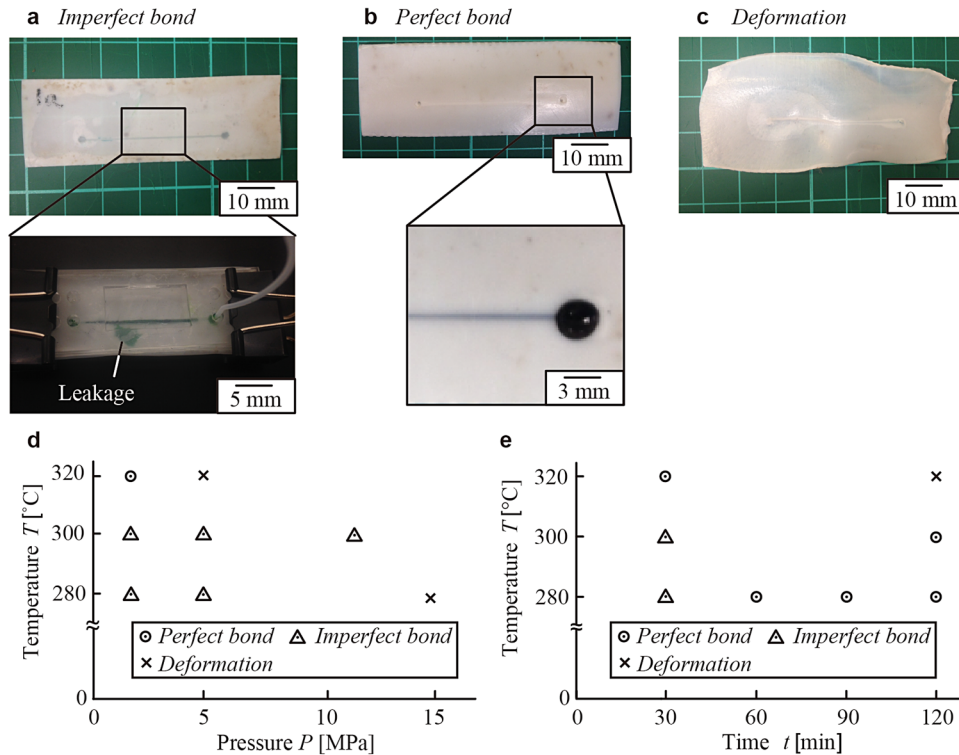 a Imperfect bond
b Perfect bond
c Deformation
10 mm
10 mm
10 mm
Leakage
5 mm
3 mm
d
Temperature T [°C]
320
300
280
0
Perfect bond Imperfect bond
Deformation
0 5 10 15
Pressure P [MPa]
e
Temperature T [°C]
320
300
280
0
Perfect bond Imperfect bond
Deformation
0 30 60 90 120
Time t [min]